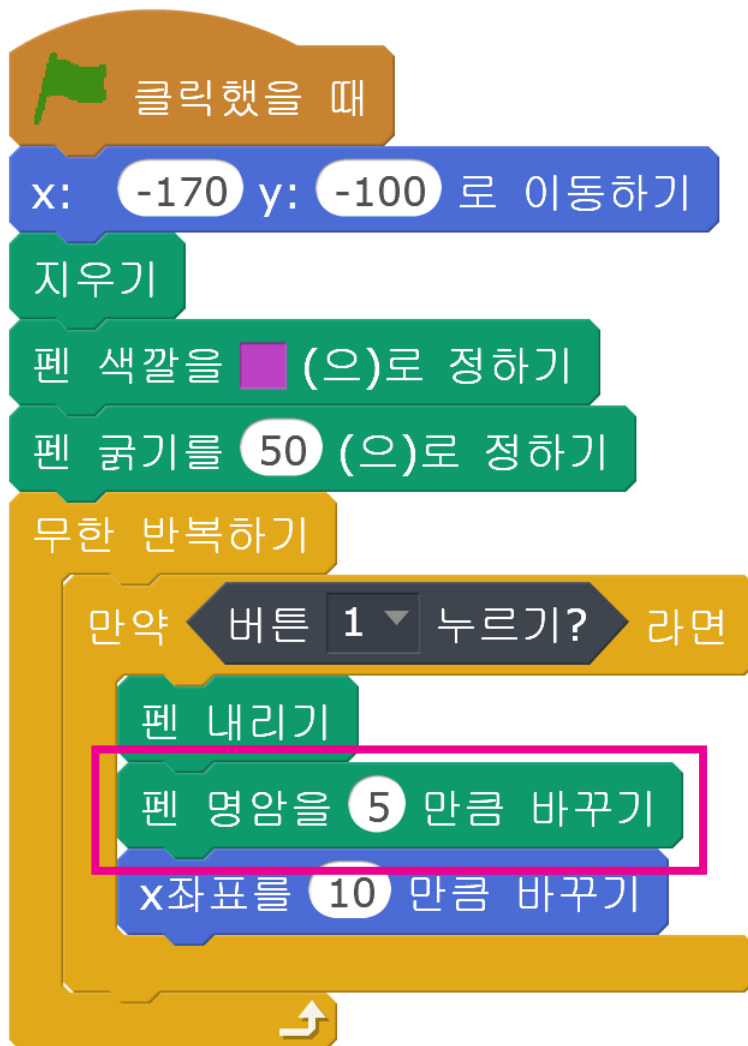 클릭했을 때
x: -170 y: -100 로 이동하기
지우기
펜 색깔을 (으)로 정하기
펜 굵기를 50 (으)로 정하기
무한 반복하기
만약 버튼 1 누르기? 라면
펜 내리기
펜 명암을 5 만큼 바꾸기
x좌표를 10 만큼 바꾸기